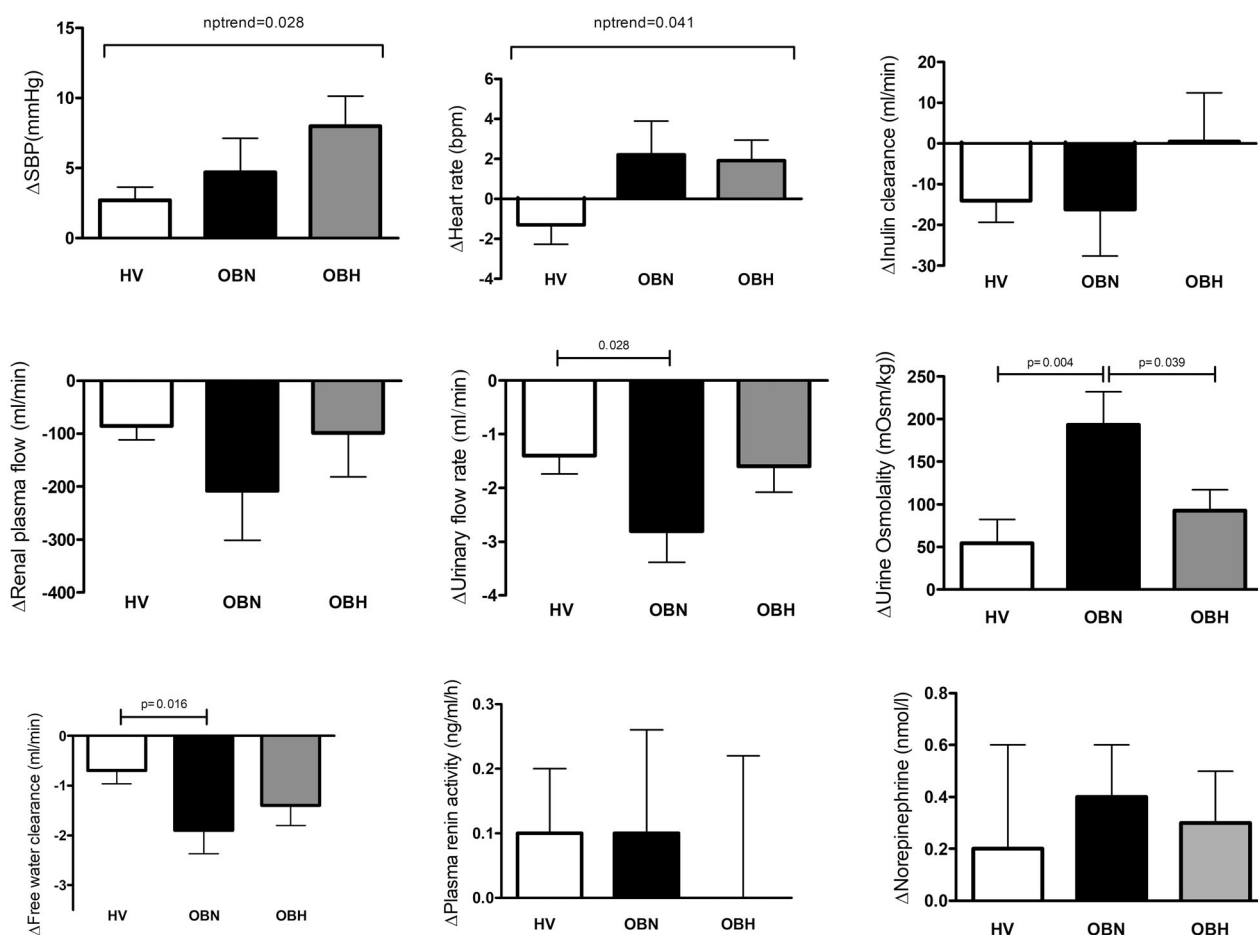 nptrend=0.028
ΔSBP(mmHg)
15
10
5
0
HV OBN OBH
nptrend=0.041
ΔHeart rate (bpm)
6
4
2
0
-2
-4
HV OBN OBH
ΔInulin clearance (ml/min)
20
10
0
-10
-20
-30
HV OBN OBH
ΔRenal plasma flow (ml/min)
0
-100
-200
-300
-400
HV OBN OBH
0.028
ΔUrinary flow rate (ml/min)
0
-1
-2
-3
-4
HV OBN OBH
p=0.004 p=0.039
ΔUrine Osmolality (mOsm/kg))
250
200
150
100
50
0
HV OBN OBH
p=0.016
ΔFree water clearance (ml/min)
0
-1
-2
-3
HV OBN OBH
ΔPlasma renin activity (ng/ml/h)
0.3
0.2
0.1
0.0
HV OBN OBH
ΔNorepinephrine (nmol/l)
0.8
0.6
0.4
0.2
0.0
HV OBN OBH